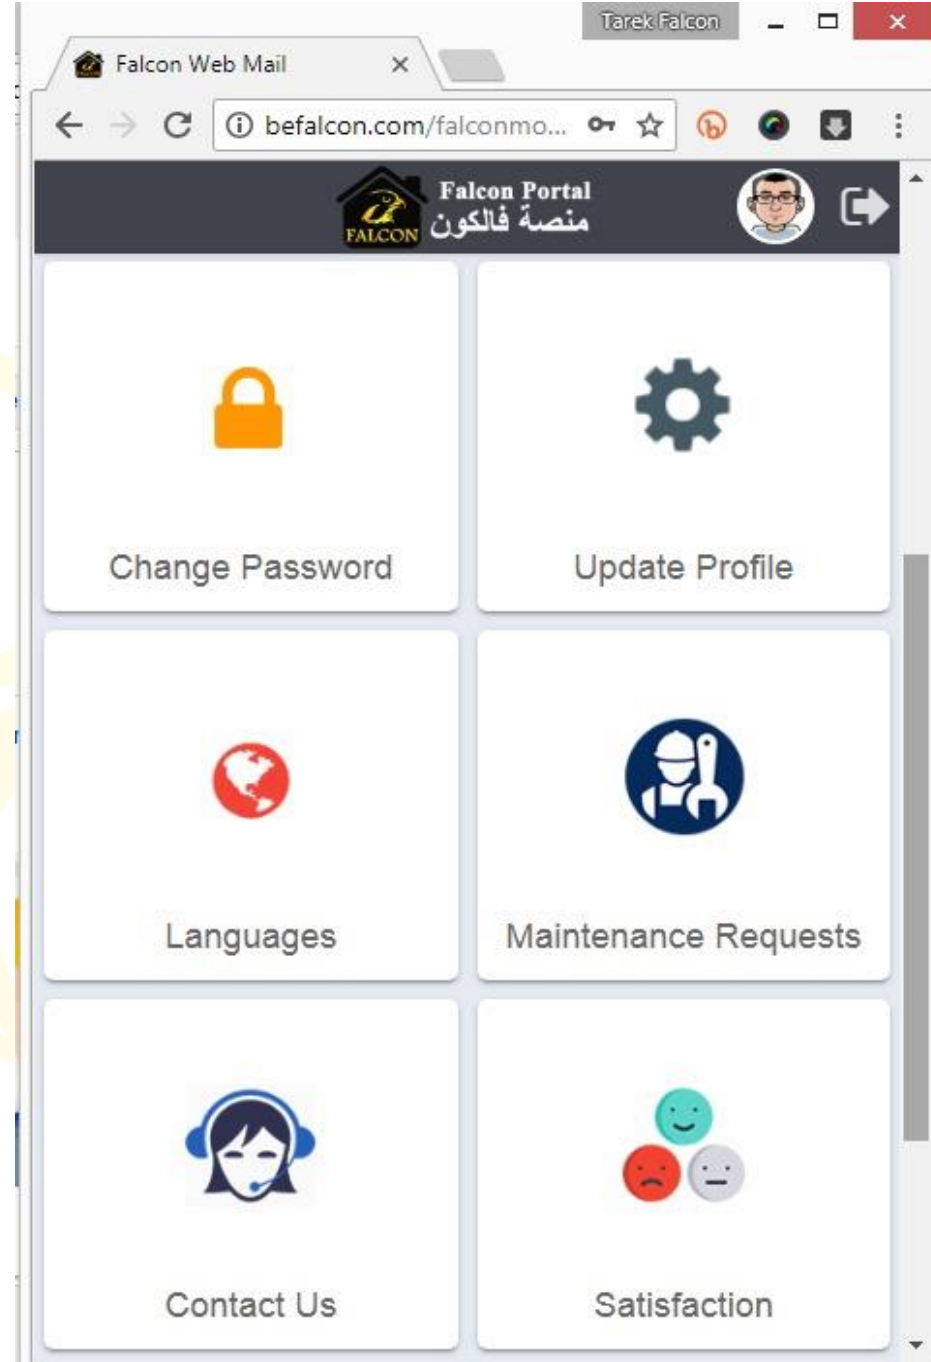 Tarek Falcon
Falcon Web Mail
befalcon.com/falconmo...
FALCON
Falcon Portal
منصة فالكون
Change Password
Update Profile
Languages
Maintenance Requests
Contact Us
Satisfaction